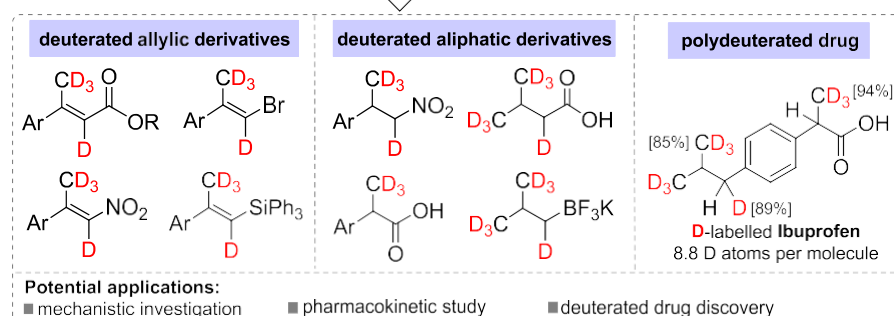 deuterated allylic derivatives
deuterated aliphatic derivatives
polydeuterated drug
CD3
O
Ar
OR
D
CD3
Br
Ar
D
CD3
NO2
Ar
D
CD3
O
D3C
OH
D
CD3 [94%]
H
OH
O
[85%] CD3
D3C
H D [89%]
D-labelled Ibuprofen
8.8 D atoms per molecule
CD3
NO2
Ar
D
CD3
SiPh3
Ar
D
CD3
OH
Ar
O
CD3
D3C
BF3K
D
Potential applications:
mechanistic investigation
pharmacokinetic study
deuterated drug discovery